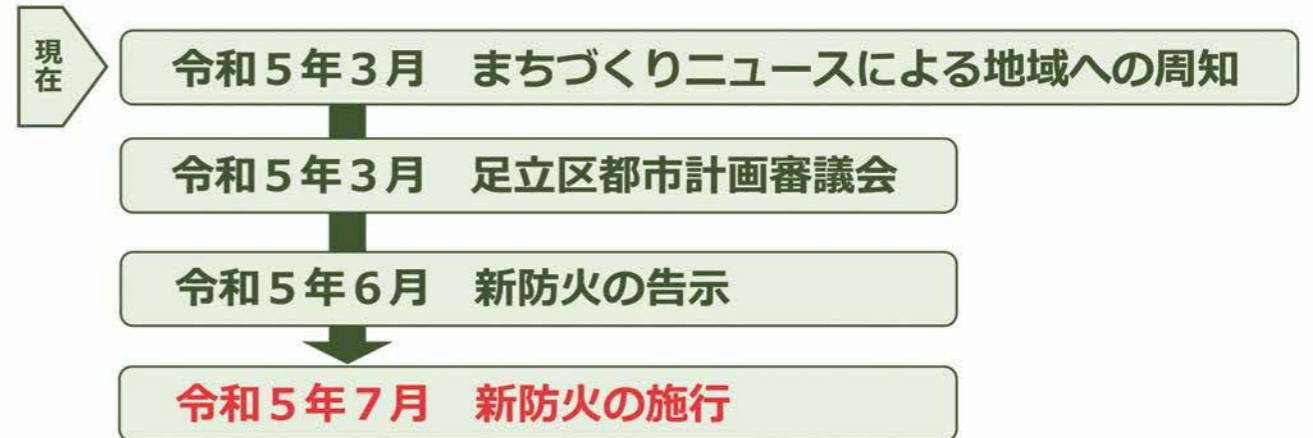 現在
令和５年３月　まちづくりニュースによる地域への周知
令和５年３月　足立区都市計画審議会
令和５年６月　新防火の告示
令和５年７月　新防火の施行